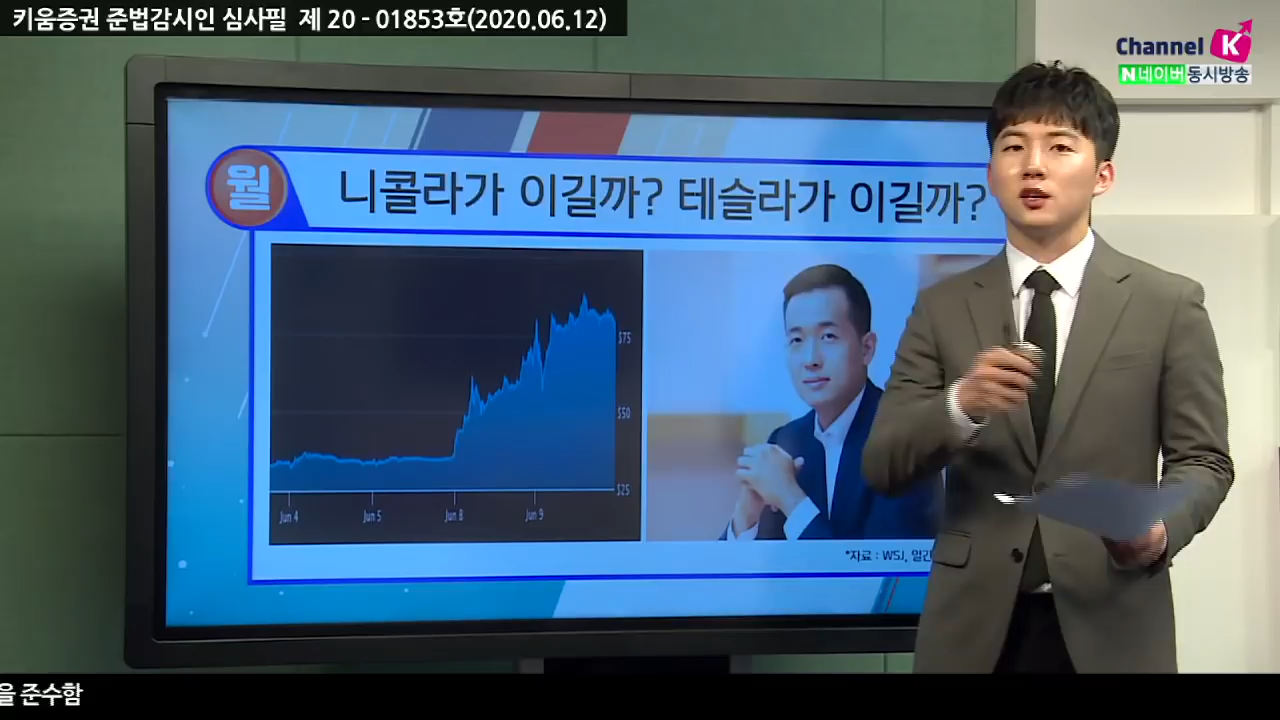 키움증권 준법감시인 심사필 제 20 - 01853호(2020.06.12)
Channel K
N 네이버 동시방송
월
니콜라가 이길까? 테슬라가 이길까?
$75
$50
$25
Jun 4 Jun 5 Jun 8 Jun 9
*자료 : WSJ, 일간
을 준수함